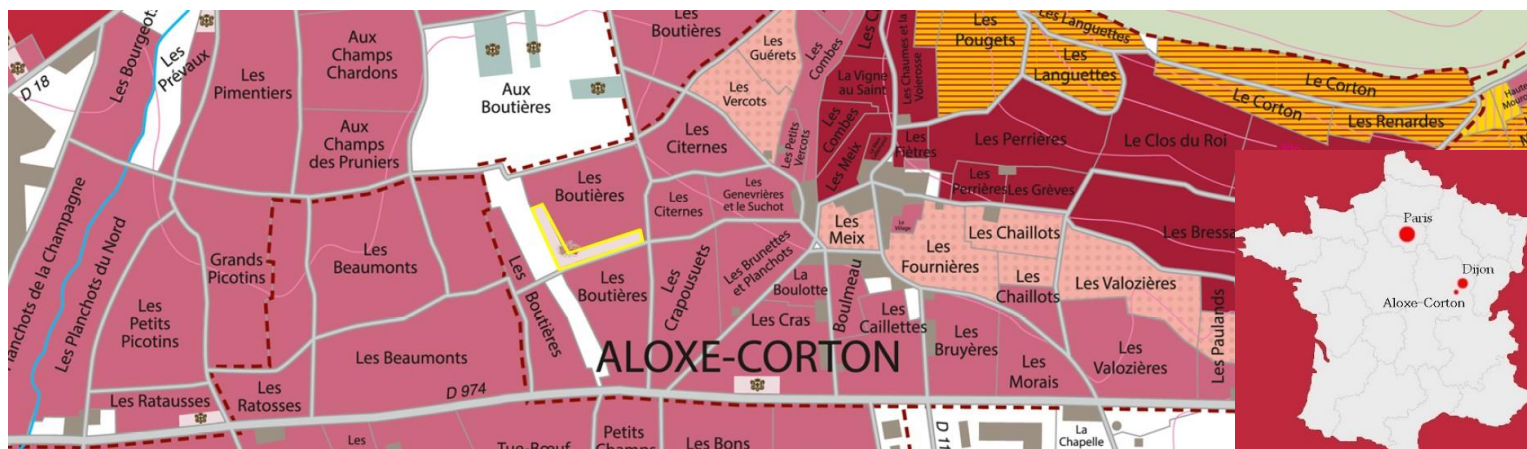 D 18
Les Bourgeots
Les
Prévaux
Les
Pimentiers
Aux
Champs
Chardons
Aux
Champs
des Pruniers
Aux
Boutières
Les
Boutières
Les
Guérets
Les
Vercots
Les
Combes
Les Chaumes et la
Voierosse
La Vigne
au Saint
Les
Combes
Les Meix
Les Petits
Vercots
Les
Citernes
Les
Fiètres
Les
Pougets
Les Languettes
Les
Languettes
Le Corton
Le Corton
Les Renardes
Les Perrières
Le Clos du Roi
Les
Perrières
Les Grèves
Les
Boutières
Les
Citernes
Les
Genevrières
et le Suchot
Les
Meix
Le
Village
Les Chaillots
Les
Fournières
Les
Chaillots
Les Valozières
Les Bressa
Les Planchots du Nord
Planchots de la Champagne
Grands
Picotins
Les
Petits
Picotins
Les
Beaumonts
Les
Boutières
Les
Boutières
Les
Crapousuets
Les Brunettes
et Planchots
La
Boulotte
Boulmeau
Les Cras
Les
Caillettes
Les
Bruyères
Les
Morais
Les
Valozières
Les Paulands
Les Beaumonts
ALOXE-CORTON
D 974
Les Ratausses
Les
Ratosses
Les
Tue-Bœuf
Petits
Champs
Les Bons
D 11
La
Chapelle
Paris
Dijon
Aloxe-Corton